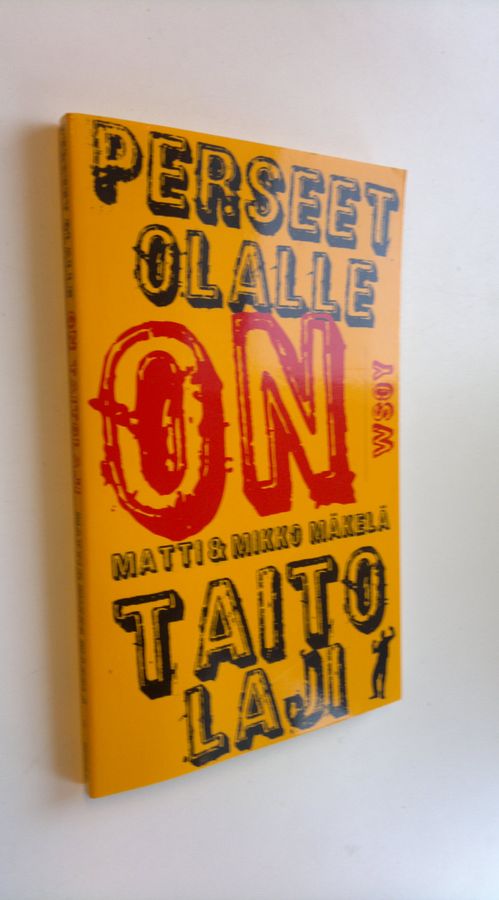 PERSEET
OLALLE
ON
WSOY
MATTI & MIKKO MÄKELÄ
TAITO
LAJI